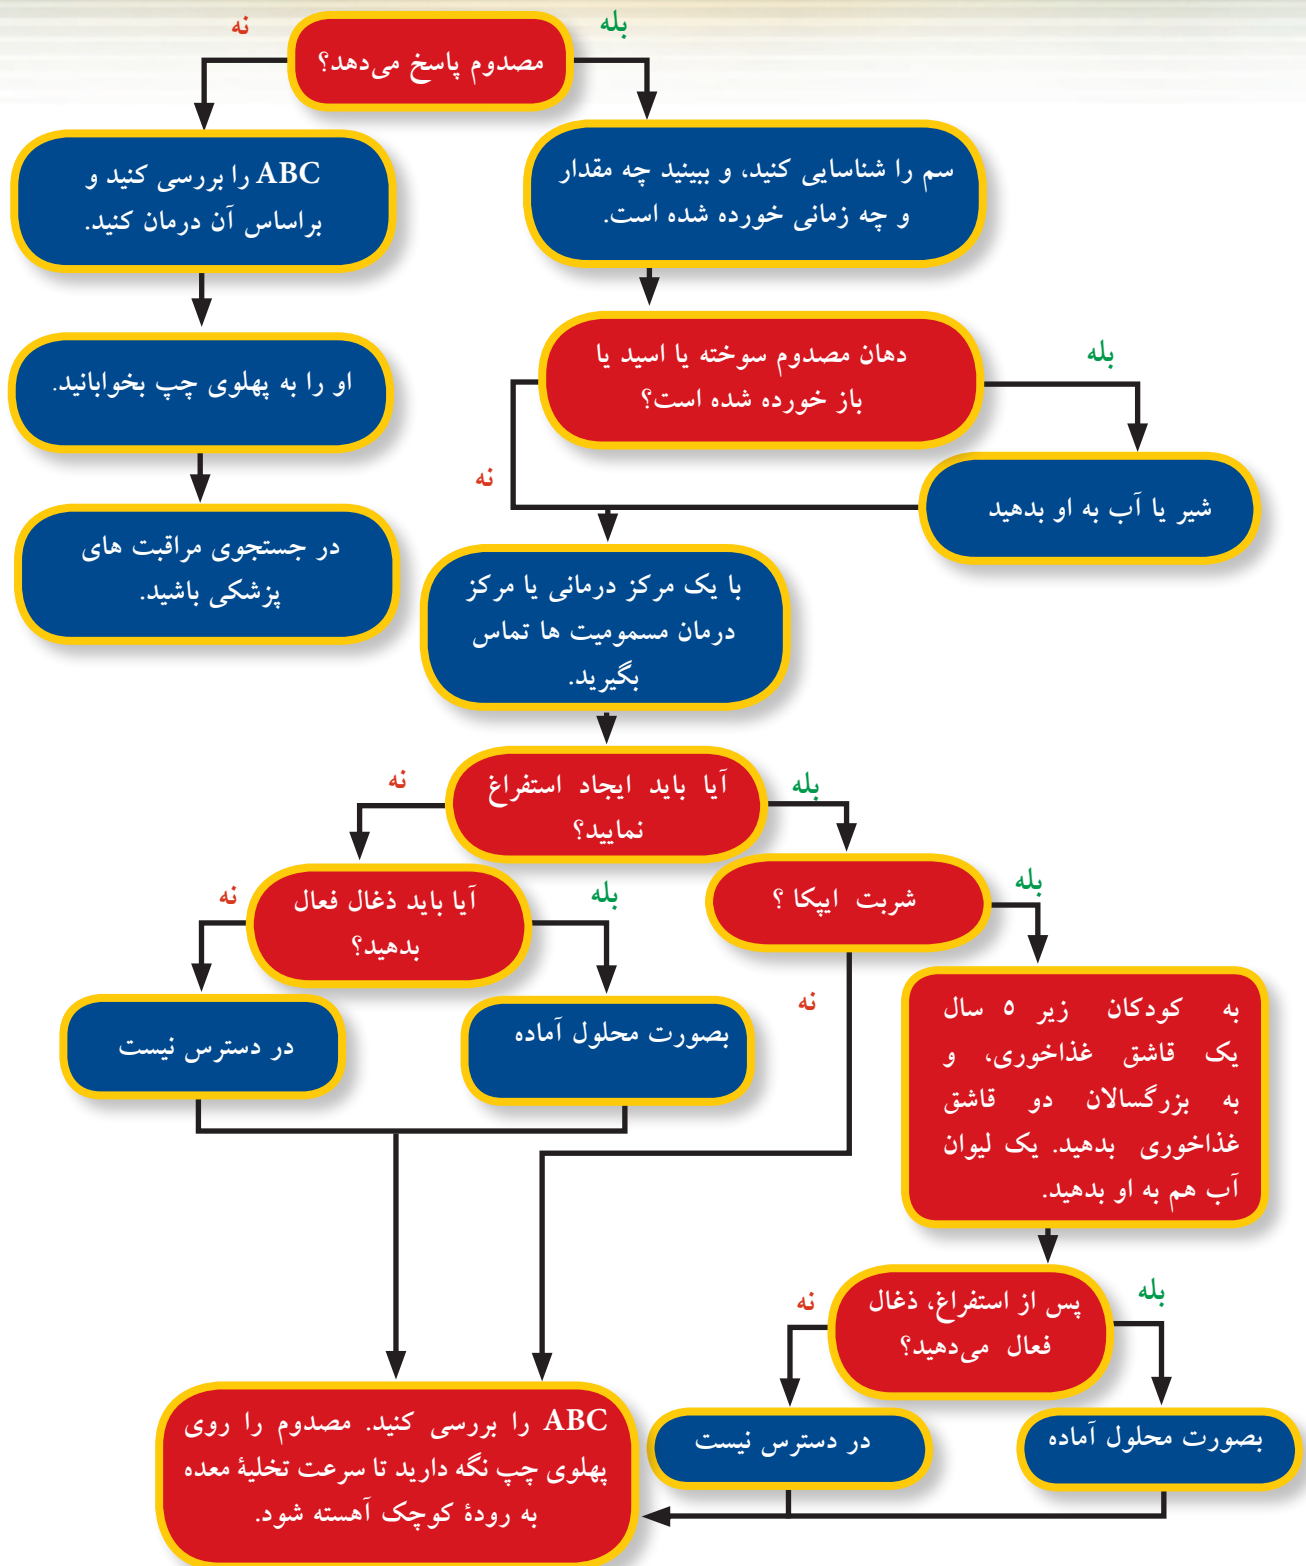 مصدوم پاسخ می‌دهد؟
بله
نه
سم را شناسایی کنید، و ببینید چه مقدار
و چه زمانی خورده شده است.
ABC را بررسی کنید و
براساس آن درمان کنید.
دهان مصدوم سوخته یا اسید یا
باز خورده شده است؟
بله
نه
او را به پهلوی چپ بخوابانید.
شیر یا آب به او بدهید
در جستجوی مراقبت های
پزشکی باشید.
با یک مرکز درمانی یا مرکز
درمان مسمومیت ها تماس
بگیرید.
آیا باید ایجاد استفراغ
نمایید؟
بله
نه
شربت ایپکا ؟
بله
نه
آیا باید ذغال فعال
بدهید؟
بله
نه
بصورت محلول آماده
در دسترس نیست
به کودکان زیر ۵ سال
یک قاشق غذاخوری، و
به بزرگسالان دو قاشق
غذاخوری بدهید. یک لیوان
آب هم به او بدهید.
پس از استفراغ، ذغال
فعال می‌دهید؟
بله
نه
بصورت محلول آماده
در دسترس نیست
ABC را بررسی کنید. مصدوم را روی
پهلوی چپ نگه دارید تا سرعت تخلیهٔ معده
به رودهٔ کوچک آهسته شود.